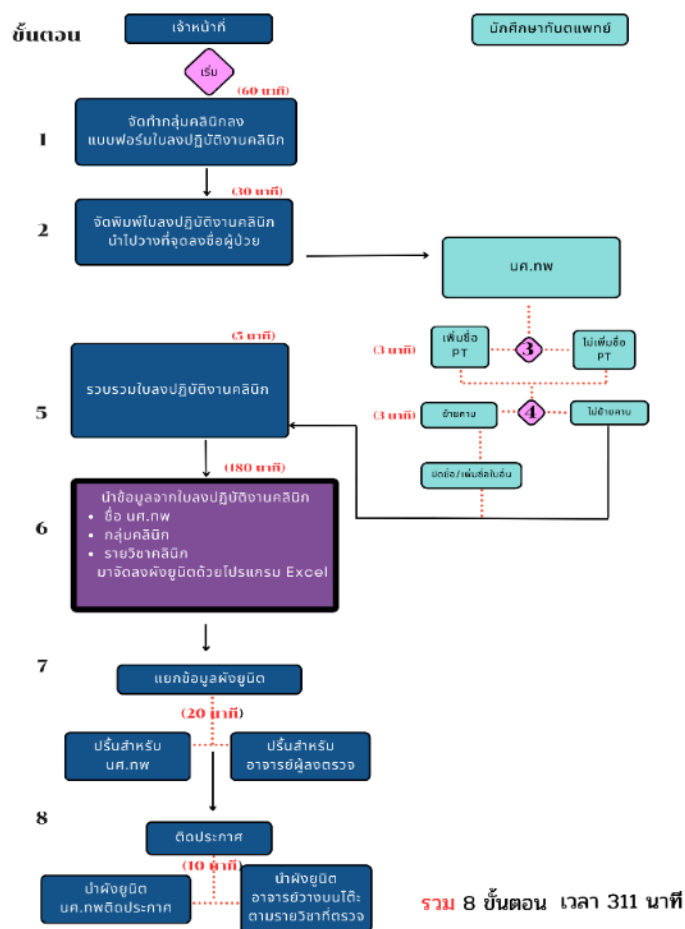 ขั้นตอน
เจ้าหน้าที่
นักศึกษาทันตแพทย์
เริ่ม
(60 นาที)
1
จัดทำกลุ่มคลินิกลง
แบบฟอร์มใบลงปฏิบัติงานคลินิก
(30 นาที)
2
จัดพิมพ์ใบลงปฏิบัติงานคลินิก
นำไปวางที่จุดลงชื่อผู้ป่วย
นศ.ทพ
(3 นาที)
เพิ่มชื่อ
PT
3
ไม่เพิ่มชื่อ
PT
(5 นาที)
5
รวบรวมใบลงปฏิบัติงานคลินิก
(3 นาที)
ย้ายคาบ
4
ไม่ย้ายคาบ
ขีดชื่อ/เพิ่มชื่อใบอื่น
(180 นาที)
6
นำข้อมูลจากใบลงปฏิบัติงานคลินิก
• ชื่อ นศ.ทพ
• กลุ่มคลินิก
• รายวิชาคลินิก
มาจัดลงผังยูนิตด้วยโปรแกรม Excel
7
แยกข้อมูลผังยูนิต
(20 นาที)
ปริ้นสำหรับ
นศ.ทพ
ปริ้นสำหรับ
อาจารย์ผู้ลงตรวจ
8
ติดประกาศ
(10 นาที)
นำผังยูนิต
นศ.ทพติดประกาศ
นำผังยูนิต
อาจารย์วางบนโต๊ะ
ตามรายวิชาที่ตรวจ
รวม 8 ขั้นตอน เวลา 311 นาที